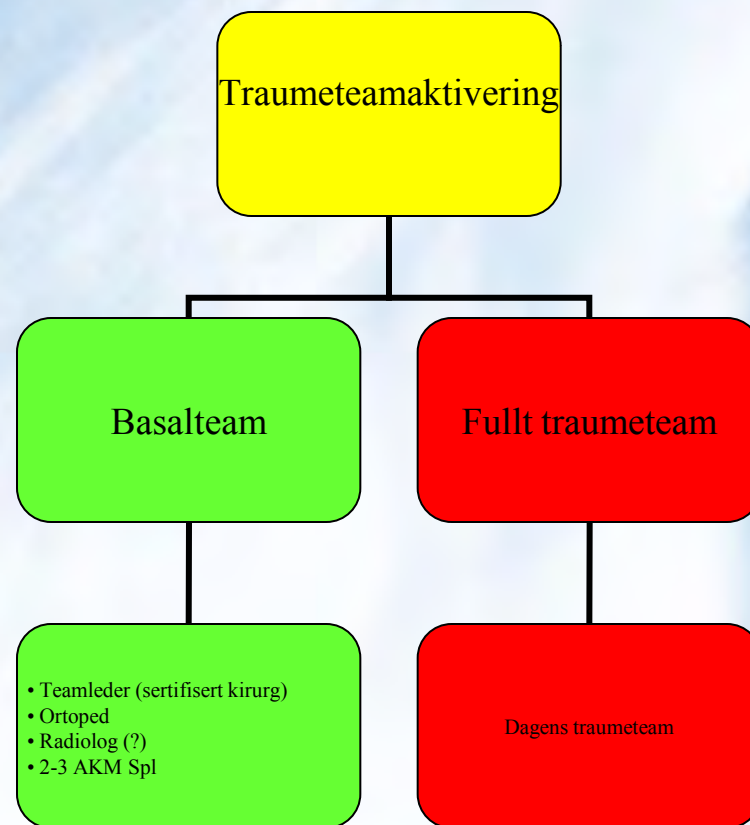 Traumeteamaktivering
Basalteam
Fullt traumeteam
• Teamleder (sertifisert kirurg)
• Ortoped
• Radiolog (?)
• 2-3 AKM Spl
Dagens traumeteam